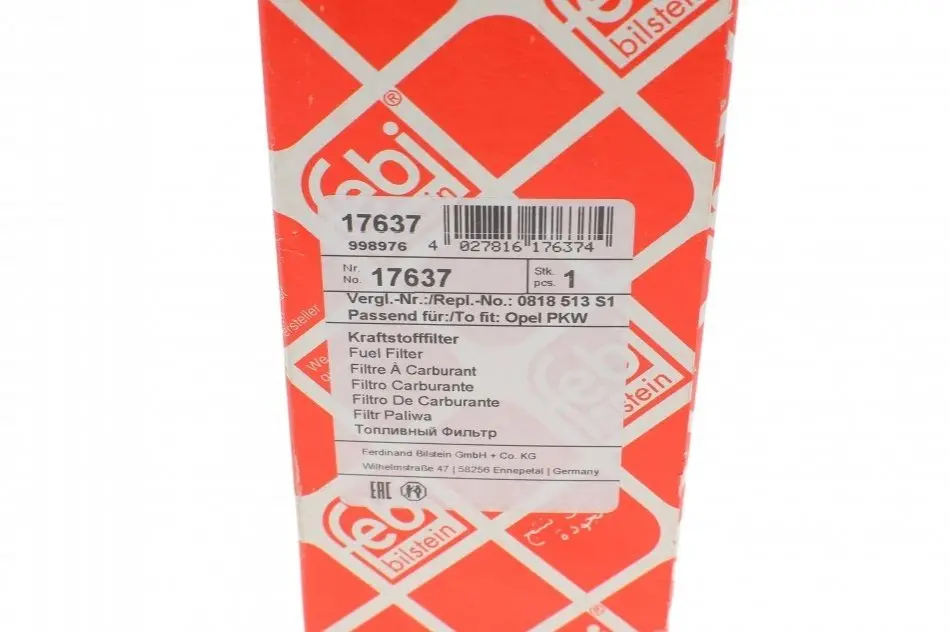 febi
bilstein
®
febi
bilstein
17637
998976
4 027816 176374
Nr.
No. 17637
Stk.
pcs. 1
Vergl.-Nr.:/Repl.-No.: 0818 513 S1
Passend für:/To fit: Opel PKW
Kraftstofffilter
Fuel Filter
Filtre À Carburant
Filtro Carburante
Filtro De Carburante
Filtr Paliwa
Топливный Фильтр
Ferdinand Bilstein GmbH + Co. KG
Wilhelmstraße 47 | 58256 Ennepetal | Germany
EAC
febi
bilstein
febi
bilstein
®